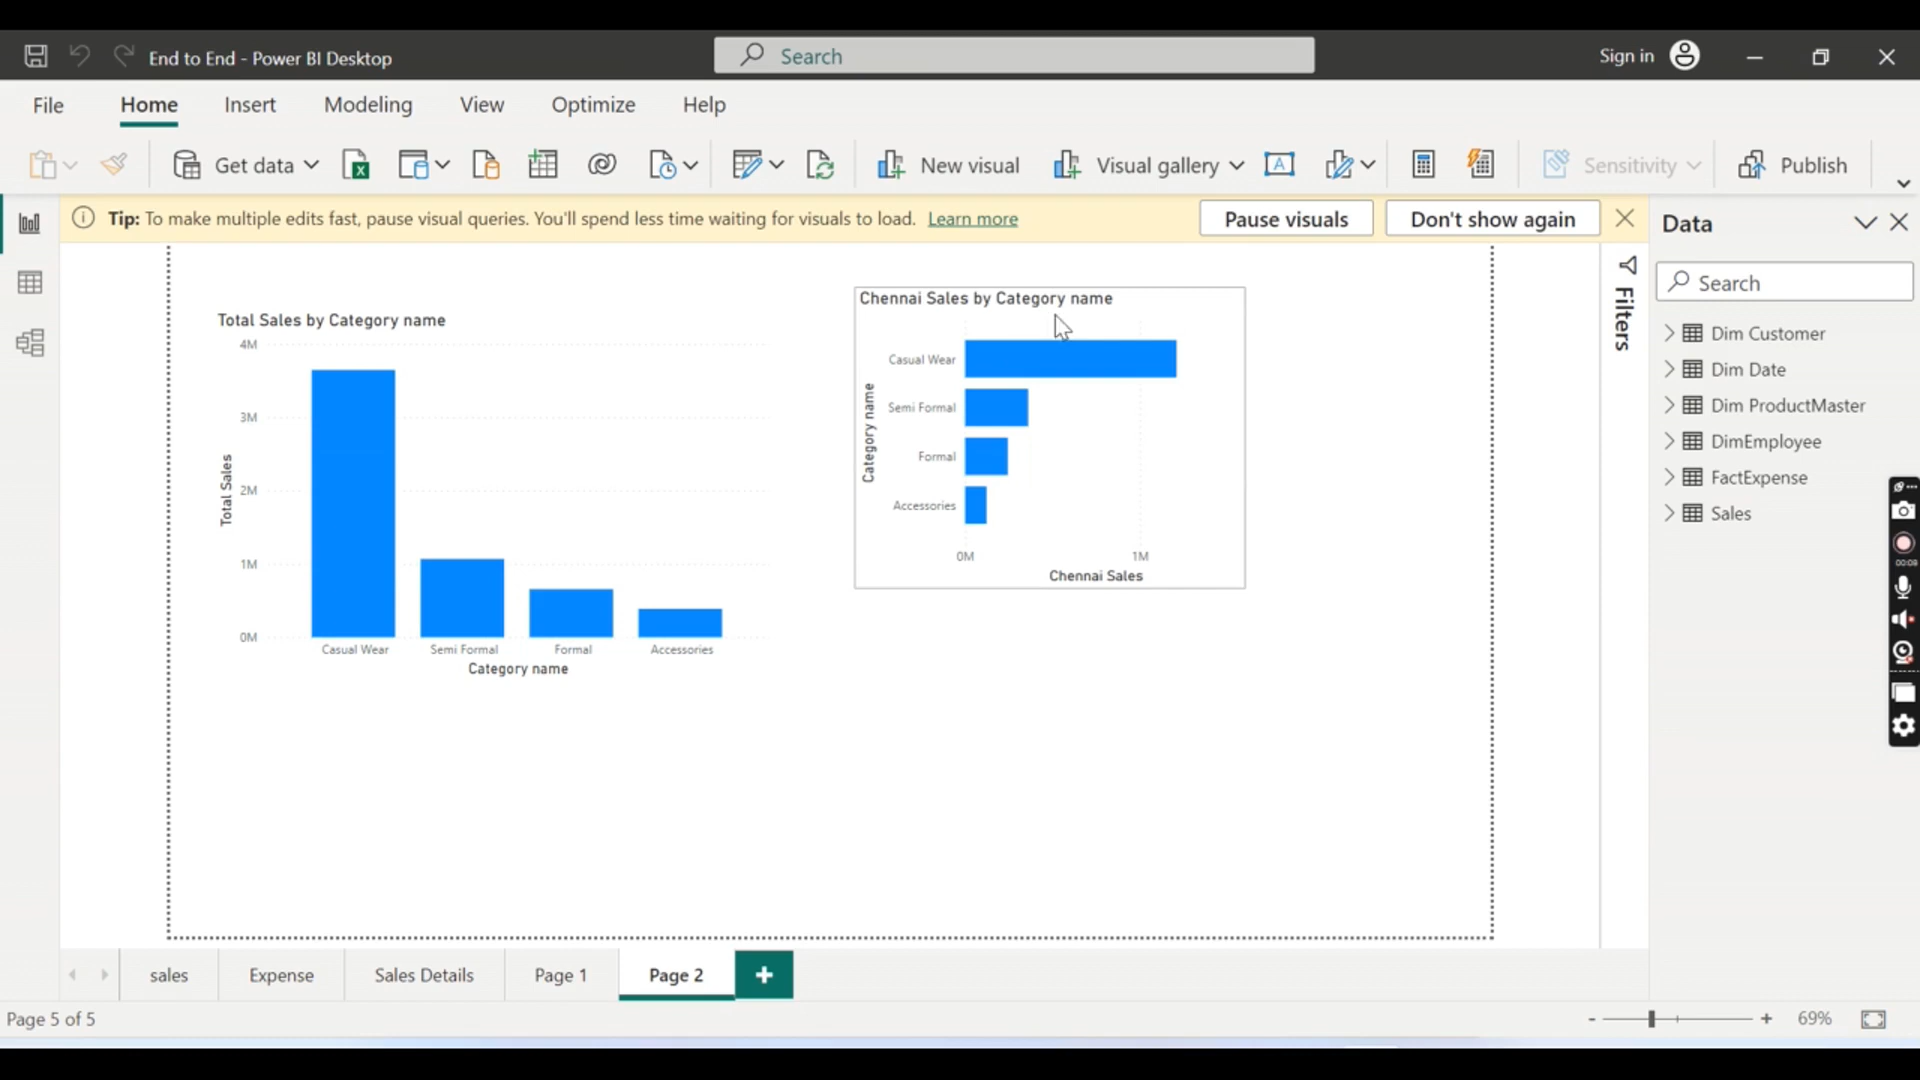 End to End - Power BI Desktop
Search
Sign in
File Home Insert Modeling View Optimize Help
Get data New visual Visual gallery Sensitivity Publish
Tip: To make multiple edits fast, pause visual queries. You'll spend less time waiting for visuals to load. Learn more
Pause visuals Don't show again
Total Sales by Category name
4M
3M
2M
1M
0M
Total Sales
Casual Wear Semi Formal Formal Accessories
Category name
Chennai Sales by Category name
Category name
Casual Wear
Semi Formal
Formal
Accessories
0M 1M
Chennai Sales
Filters
Data
Search
Dim Customer
Dim Date
Dim ProductMaster
DimEmployee
FactExpense
Sales
00:08
sales Expense Sales Details Page 1 Page 2
Page 5 of 5
69%